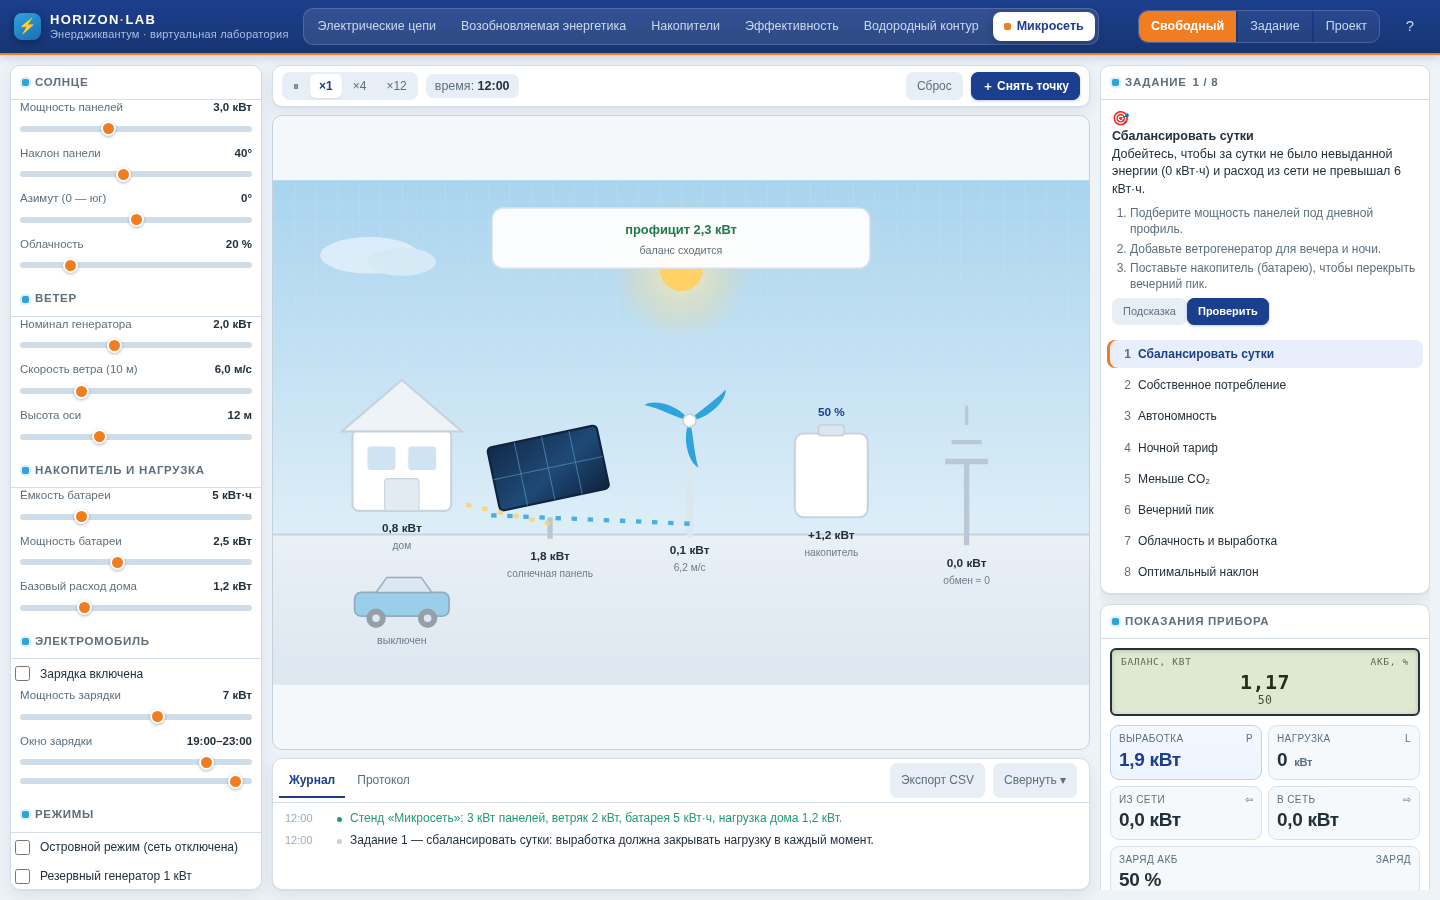 HORIZON·LAB
Энерджиквантум · виртуальная лаборатория
Электрические цепи
Возобновляемая энергетика
Накопители
Эффективность
Водородный контур
Микросеть
Свободный
Задание
Проект
?
СОЛНЦЕ
Мощность панелей 3,0 кВт
Наклон панели 40°
Азимут (0 — юг) 0°
Облачность 20 %
ВЕТЕР
Номинал генератора 2,0 кВт
Скорость ветра (10 м) 6,0 м/с
Высота оси 12 м
НАКОПИТЕЛЬ И НАГРУЗКА
Ёмкость батареи 5 кВт·ч
Мощность батареи 2,5 кВт
Базовый расход дома 1,2 кВт
ЭЛЕКТРОМОБИЛЬ
Зарядка включена
Мощность зарядки 7 кВт
Окно зарядки 19:00–23:00
РЕЖИМЫ
Островной режим (сеть отключена)
Резервный генератор 1 кВт
×1 ×4 ×12 время: 12:00
Сброс + Снять точку
профицит 2,3 кВт
баланс сходится
50 %
0,8 кВт
дом
1,8 кВт
солнечная панель
0,1 кВт
6,2 м/с
+1,2 кВт
накопитель
0,0 кВт
обмен ≈ 0
выключен
Журнал Протокол Экспорт CSV Свернуть ▾
12:00 Стенд «Микросеть»: 3 кВт панелей, ветряк 2 кВт, батарея 5 кВт·ч, нагрузка дома 1,2 кВт.
12:00 Задание 1 — сбалансировать сутки: выработка должна закрывать нагрузку в каждый момент.
ЗАДАНИЕ 1 / 8
Сбалансировать сутки
Добейтесь, чтобы за сутки не было невыданной
энергии (0 кВт·ч) и расход из сети не превышал 6
кВт·ч.
1. Подберите мощность панелей под дневной
профиль.
2. Добавьте ветрогенератор для вечера и ночи.
3. Поставьте накопитель (батарею), чтобы перекрыть
вечерний пик.
Подсказка Проверить
1 Сбалансировать сутки
2 Собственное потребление
3 Автономность
4 Ночной тариф
5 Меньше CO₂
6 Вечерний пик
7 Облачность и выработка
8 Оптимальный наклон
ПОКАЗАНИЯ ПРИБОРА
БАЛАНС, КВТ АКБ, %
1,17
50
ВЫРАБОТКА P
1,9 кВт
НАГРУЗКА L
0 кВт
ИЗ СЕТИ ⇦
0,0 кВт
В СЕТЬ ⇨
0,0 кВт
ЗАРЯД АКБ ЗАРЯД
50 %